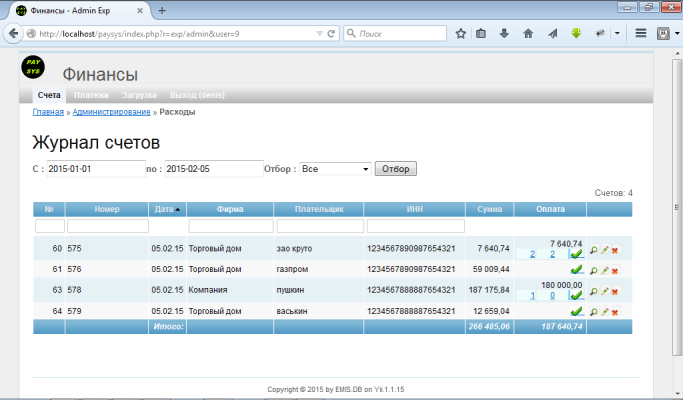 Финансы - Admin Exp
http://localhost/paysys/index.php?r=exp/admin&user=9
Поиск
PAY
SYS
Финансы
Счета Платежи Загрузка Выход (denis)
Главная » Администрирование » Расходы
Журнал счетов
С : 2015-01-01 по : 2015-02-05 Отбор : Все Отбор
Счетов: 4
№ Номер Дата Фирма Плательщик ИНН Сумма Оплата
60 575 05.02.15 Торговый дом зао круто 1234567890987654321 7 640,74 7 640,74
2 2
61 576 05.02.15 Торговый дом газпром 1234567890987654321 59 009,44
63 578 05.02.15 Компания пушкин 1234567888887654321 187 175,84 180 000,00
1 0
64 579 05.02.15 Торговый дом васькин 1234567888887654321 12 659,04
Итого: 266 485,06 187 640,74
Copyright © 2015 by EMIS.DB on Yii.1.1.15